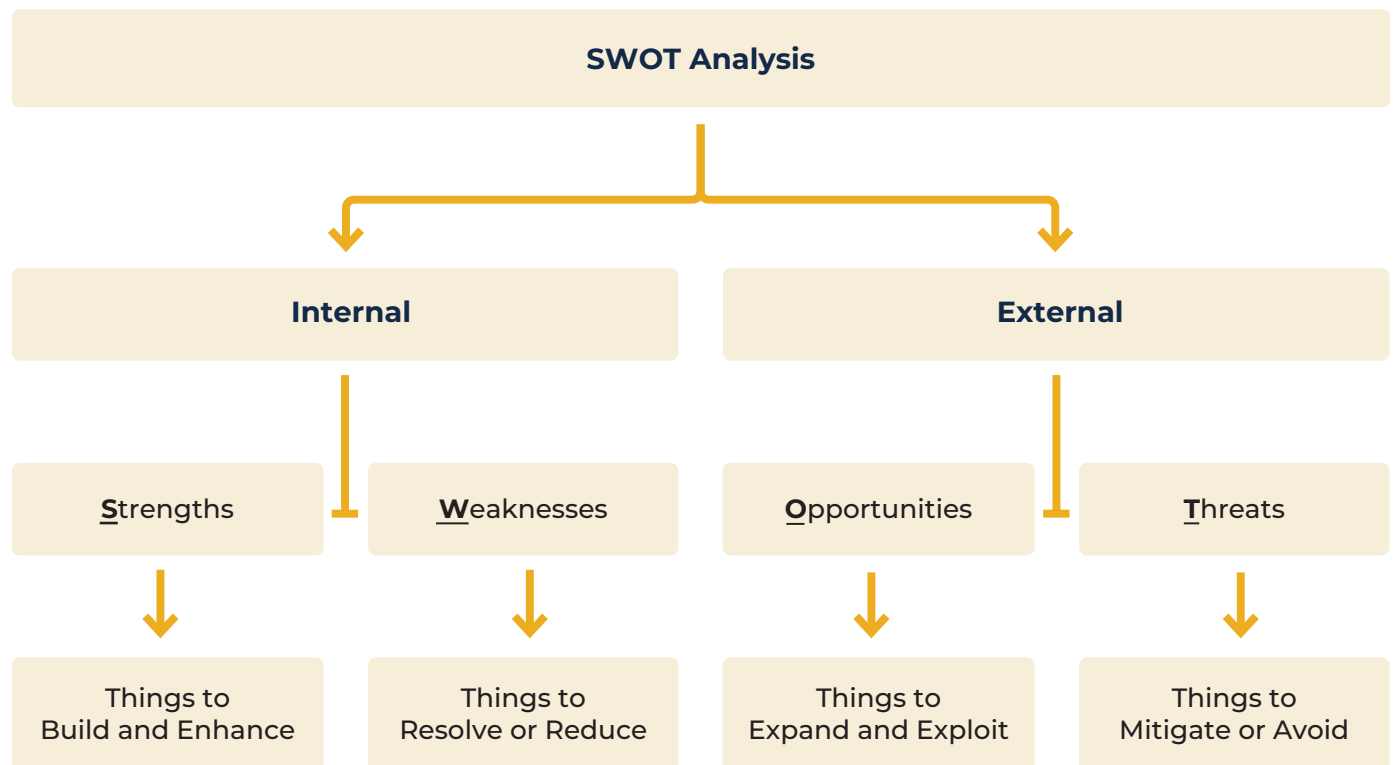 SWOT Analysis
Internal
External
Strengths
Weaknesses
Opportunities
Threats
Things to
Build and Enhance
Things to
Resolve or Reduce
Things to
Expand and Exploit
Things to
Mitigate or Avoid